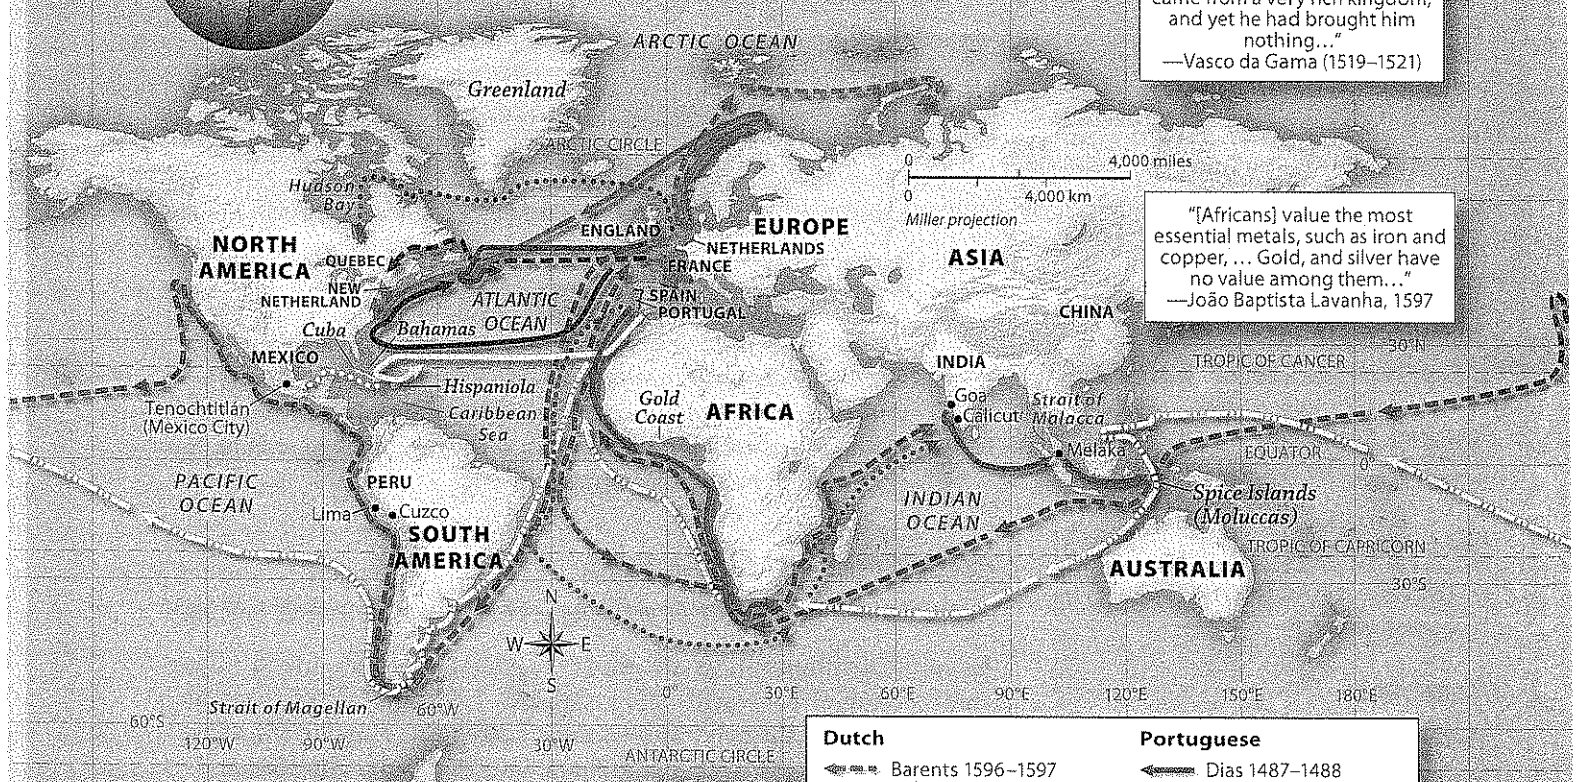 came from a very rich kingdom,
and yet he had brought him
nothing..."
—Vasco da Gama (1519–1521)
ARCTIC OCEAN
Greenland
ARCTIC CIRCLE
0
4,000 miles
0
4,000 km
Miller projection
Hudson
Bay
ENGLAND
EUROPE
NETHERLANDS
"[Africans] value the most
essential metals, such as iron and
copper, ... Gold, and silver have
no value among them..."
—João Baptista Lavanha, 1597
NORTH
AMERICA
QUEBEC
FRANCE
ASIA
NEW
NETHERLAND
ATLANTIC
OCEAN
SPAIN
PORTUGAL
CHINA
Cuba
Bahamas
30°N
MEXICO
INDIA
TROPIC OF CANCER
Hispaniola
Tenochtitlán
(Mexico City)
Caribbean
Sea
Gold
Coast
AFRICA
Goa
Calicut
Strait of
Malacca
Melaka
EQUATOR
0°
PACIFIC
OCEAN
PERU
Lima
Cuzco
SOUTH
AMERICA
INDIAN
OCEAN
Spice Islands
(Moluccas)
TROPIC OF CAPRICORN
AUSTRALIA
30°S
N
W
E
S
Strait of Magellan
60°W
0°
30°E
60°E
90°E
120°E
150°E
180°E
60°S
120°W
90°W
30°W
ANTARCTIC CIRCLE
Dutch
Portuguese
Barents 1596–1597
Dias 1487–1488